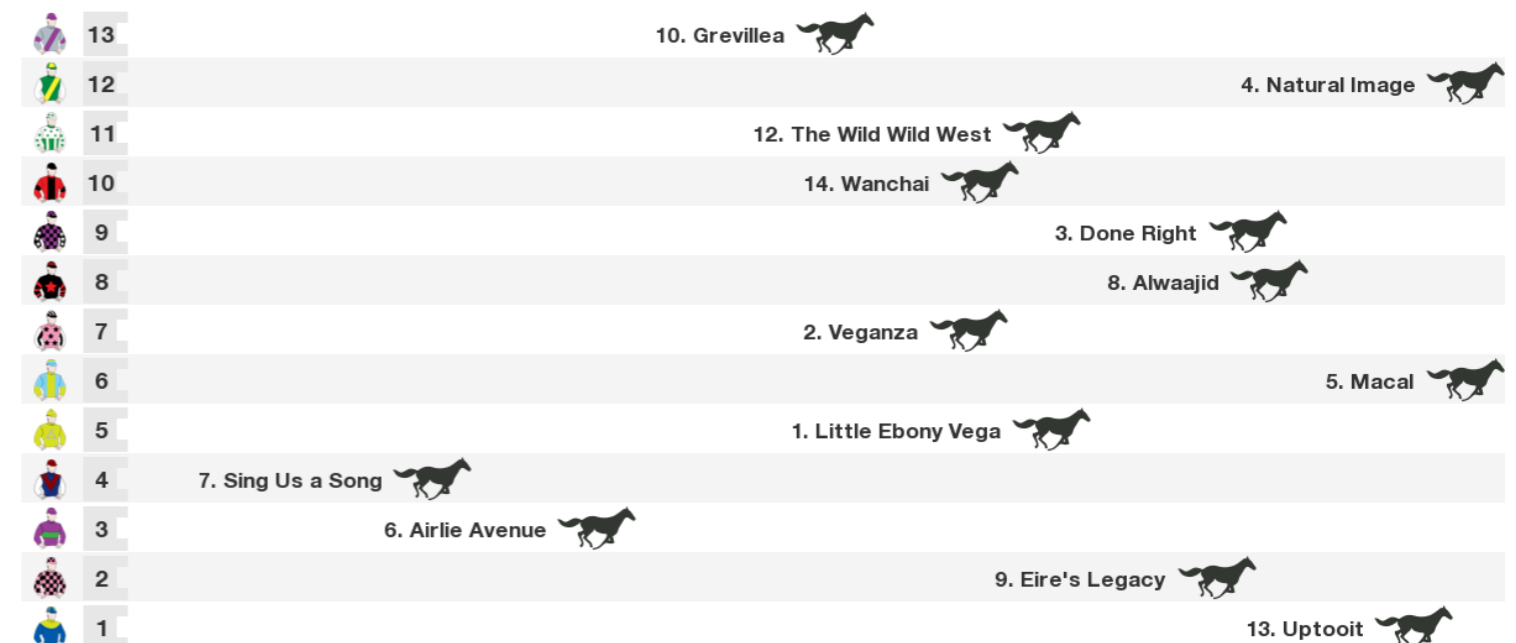 13 10. Grevillea
12 4. Natural Image
11 12. The Wild Wild West
10 14. Wanchai
9 3. Done Right
8 8. Alwaajid
7 2. Veganza
6 5. Macal
5 1. Little Ebony Vega
4 7. Sing Us a Song
3 6. Airlie Avenue
2 9. Eire's Legacy
1 13. Uptooit